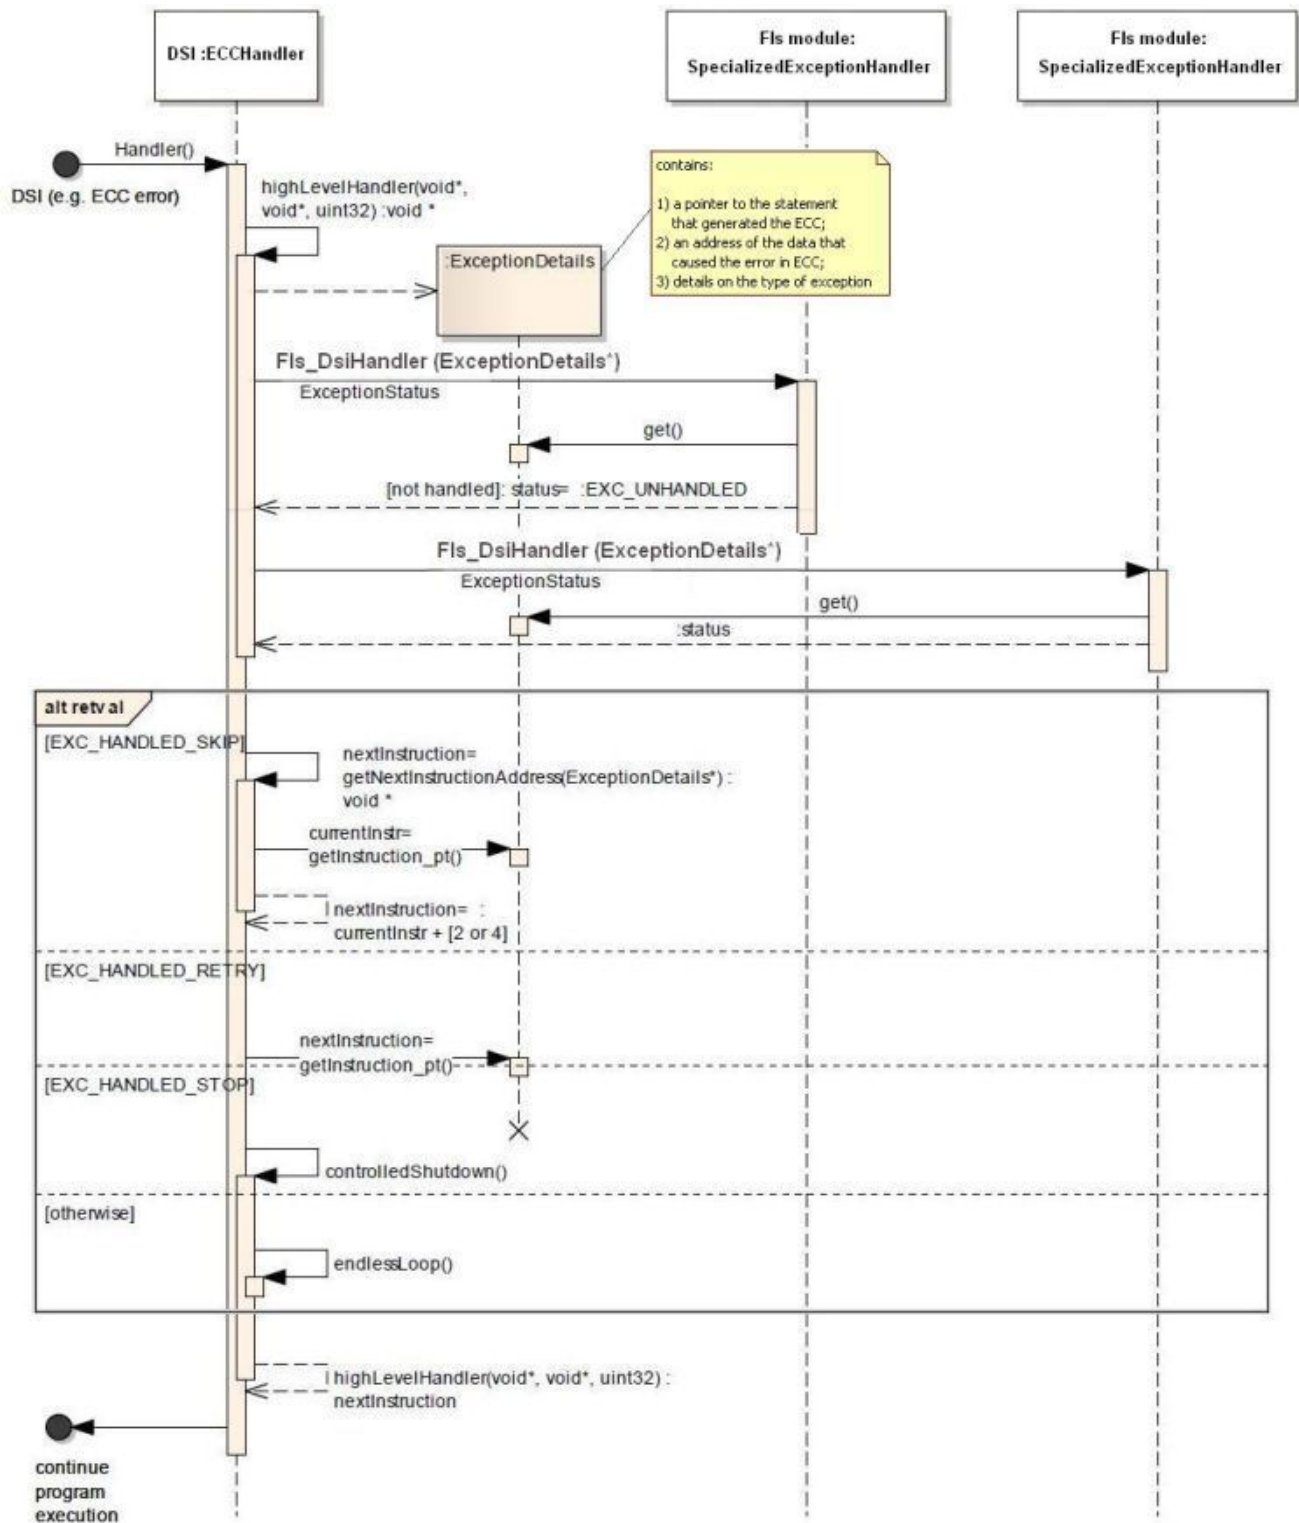 DSI :ECCHandler
Fls module:
SpecializedExceptionHandler
Fls module:
SpecializedExceptionHandler
Handler()
DSI (e.g. ECC error)
highLevelHandler(void*,
void*, uint32) :void *
contains:
1) a pointer to the statement
that generated the ECC;
2) an address of the data that
caused the error in ECC;
3) details on the type of exception
:ExceptionDetails
Fls_DsiHandler (ExceptionDetails*)
ExceptionStatus
get()
[not handled]: status= :EXC_UNHANDLED
Fls_DsiHandler (ExceptionDetails*)
ExceptionStatus
get()
:status
alt retval
[EXC_HANDLED_SKIP]
nextInstruction=
getNextInstructionAddress(ExceptionDetails*) :
void *
currentInstr=
getInstruction_pt()
nextInstruction= :
currentInstr + [2 or 4]
[EXC_HANDLED_RETRY]
nextInstruction=
getInstruction_pt()
[EXC_HANDLED_STOP]
controlledShutdown()
[otherwise]
endlessLoop()
highLevelHandler(void*, void*, uint32) :
nextInstruction
continue
program
execution